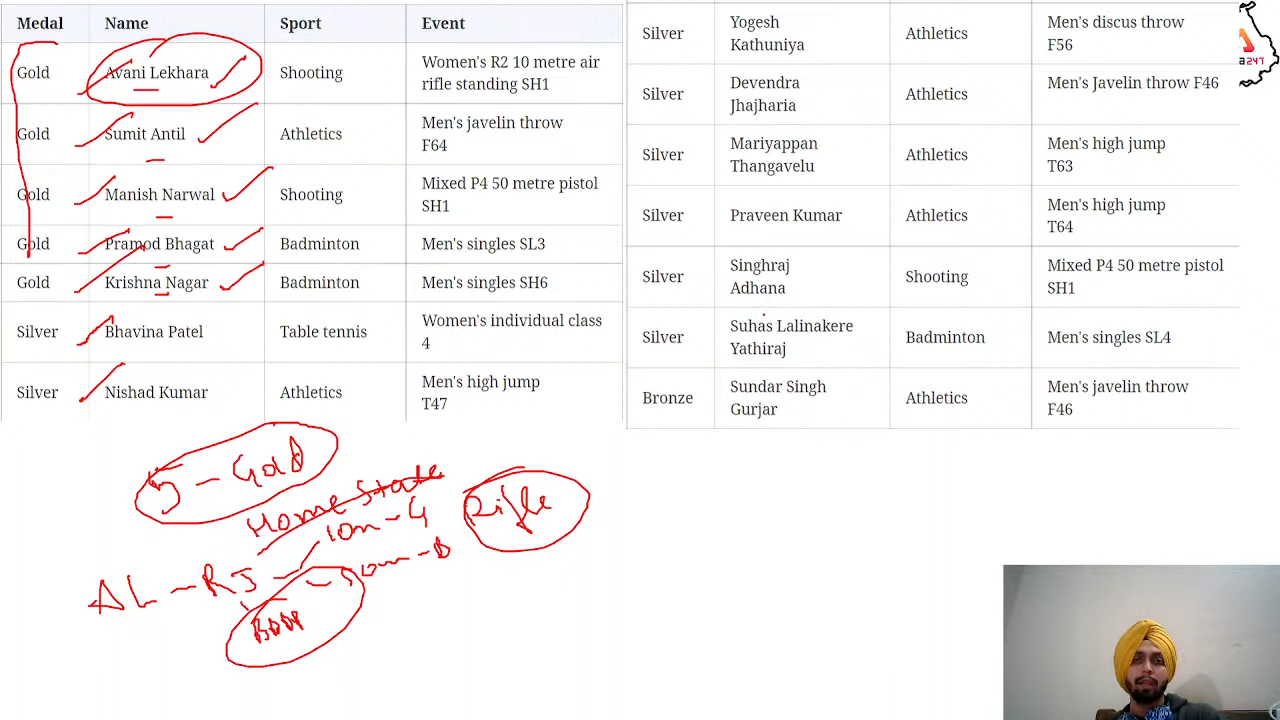 Medal Name Sport Event
Gold Avani Lekhara Shooting Women's R2 10 metre air
rifle standing SH1
Gold Sumit Antil Athletics Men's javelin throw
F64
Gold Manish Narwal Shooting Mixed P4 50 metre pistol
SH1
Gold Pramod Bhagat Badminton Men's singles SL3
Gold Krishna Nagar Badminton Men's singles SH6
Silver Bhavina Patel Table tennis Women's individual class
4
Silver Nishad Kumar Athletics Men's high jump
T47
Silver Yogesh Kathuniya Athletics Men's discus throw
F56
Silver Devendra Jhajharia Athletics Men's Javelin throw F46
Silver Mariyappan Thangavelu Athletics Men's high jump
T63
Silver Praveen Kumar Athletics Men's high jump
T64
Silver Singhraj Adhana Shooting Mixed P4 50 metre pistol
SH1
Silver Suhas Lalinakere Yathiraj Badminton Men's singles SL4
Bronze Sundar Singh Gurjar Athletics Men's javelin throw
F46
a247
5 - Gold
Home State
Rifle
10m - G
AL - RJ - 50m - B